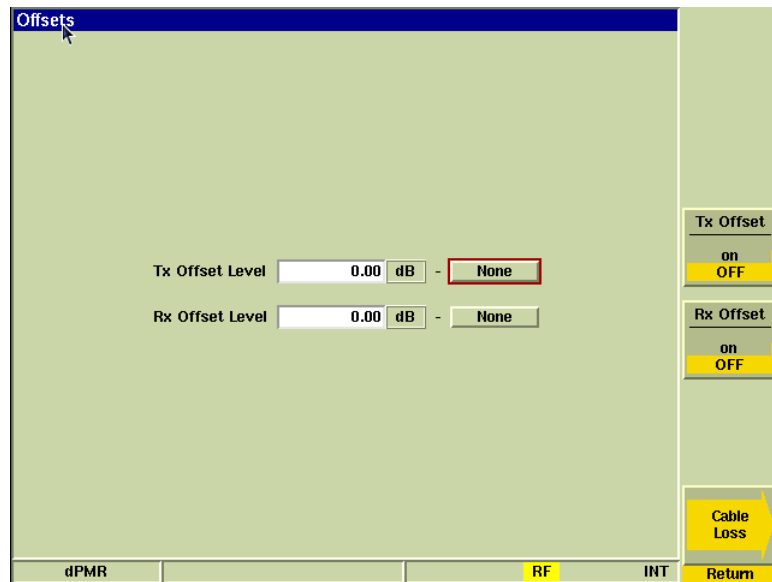 Offsets
Tx Offset Level 0.00 dB - None
Rx Offset Level 0.00 dB - None
Tx Offset
on
OFF
Rx Offset
on
OFF
Cable
Loss
dPMR RF INT Return